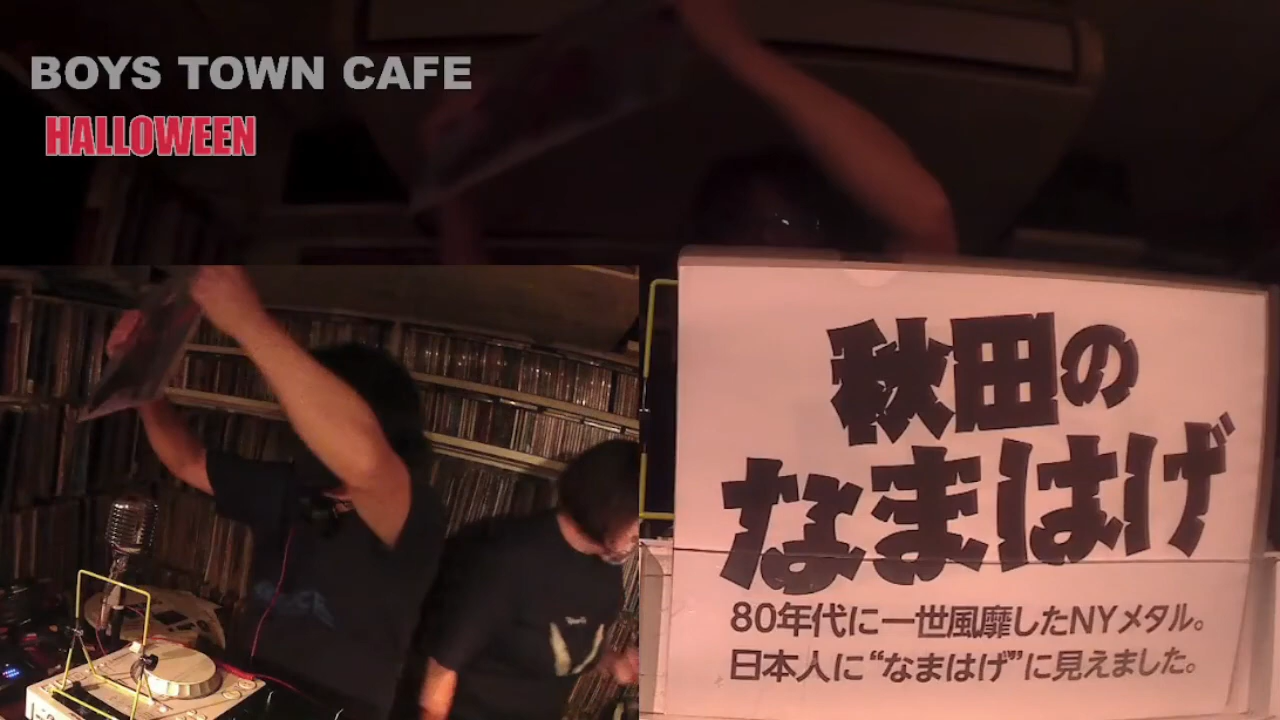 BOYS TOWN CAFE
HALLOWEEN
秋田の
なまはげ
80年代に一世風靡したNYメタル。
日本人に“なまはげ”に見えました。